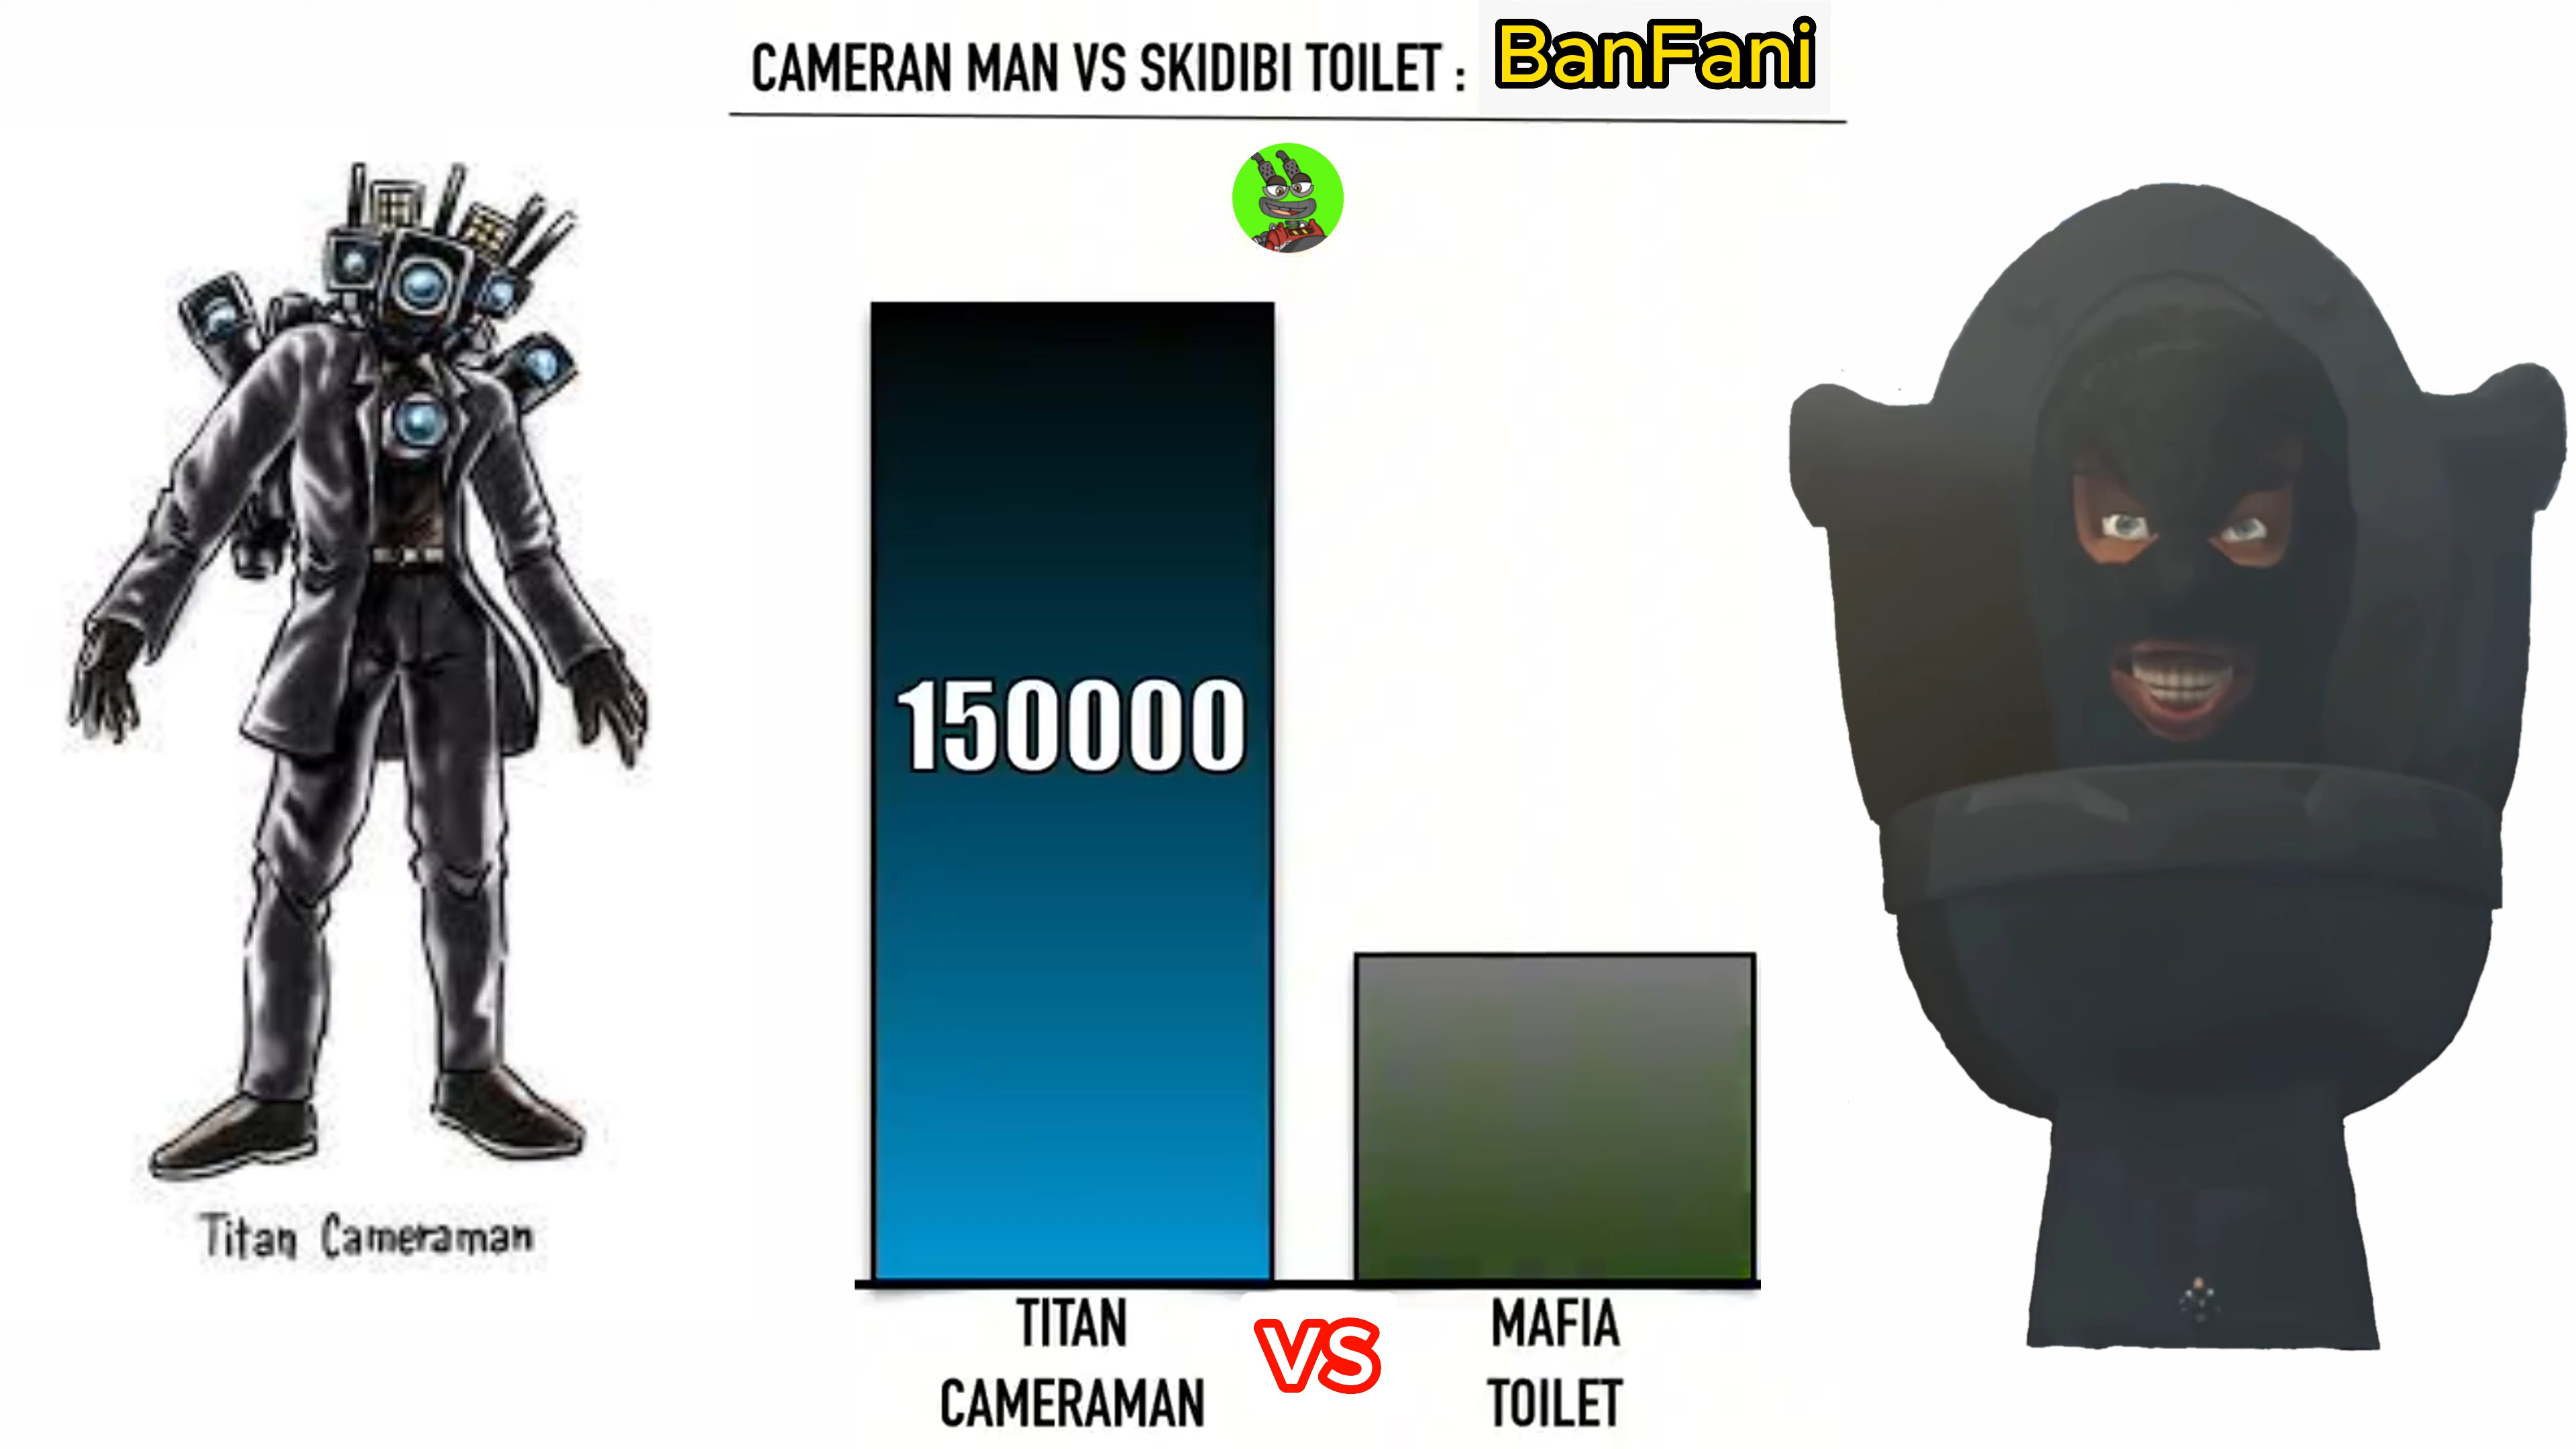 CAMERAN MAN VS SKIDIBI TOILET : BanFani
150000
Titan Cameraman
TITAN
CAMERAMAN
VS
MAFIA
TOILET